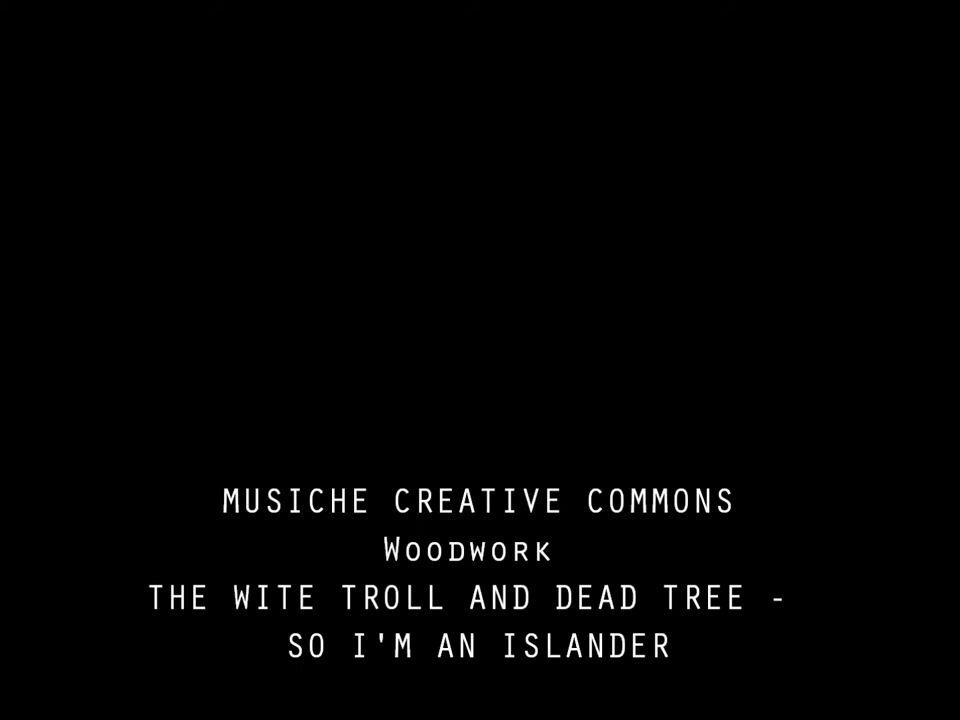 MUSICHE CREATIVE COMMONS
Woodwork
THE WITE TROLL AND DEAD TREE -
SO I'M AN ISLANDER